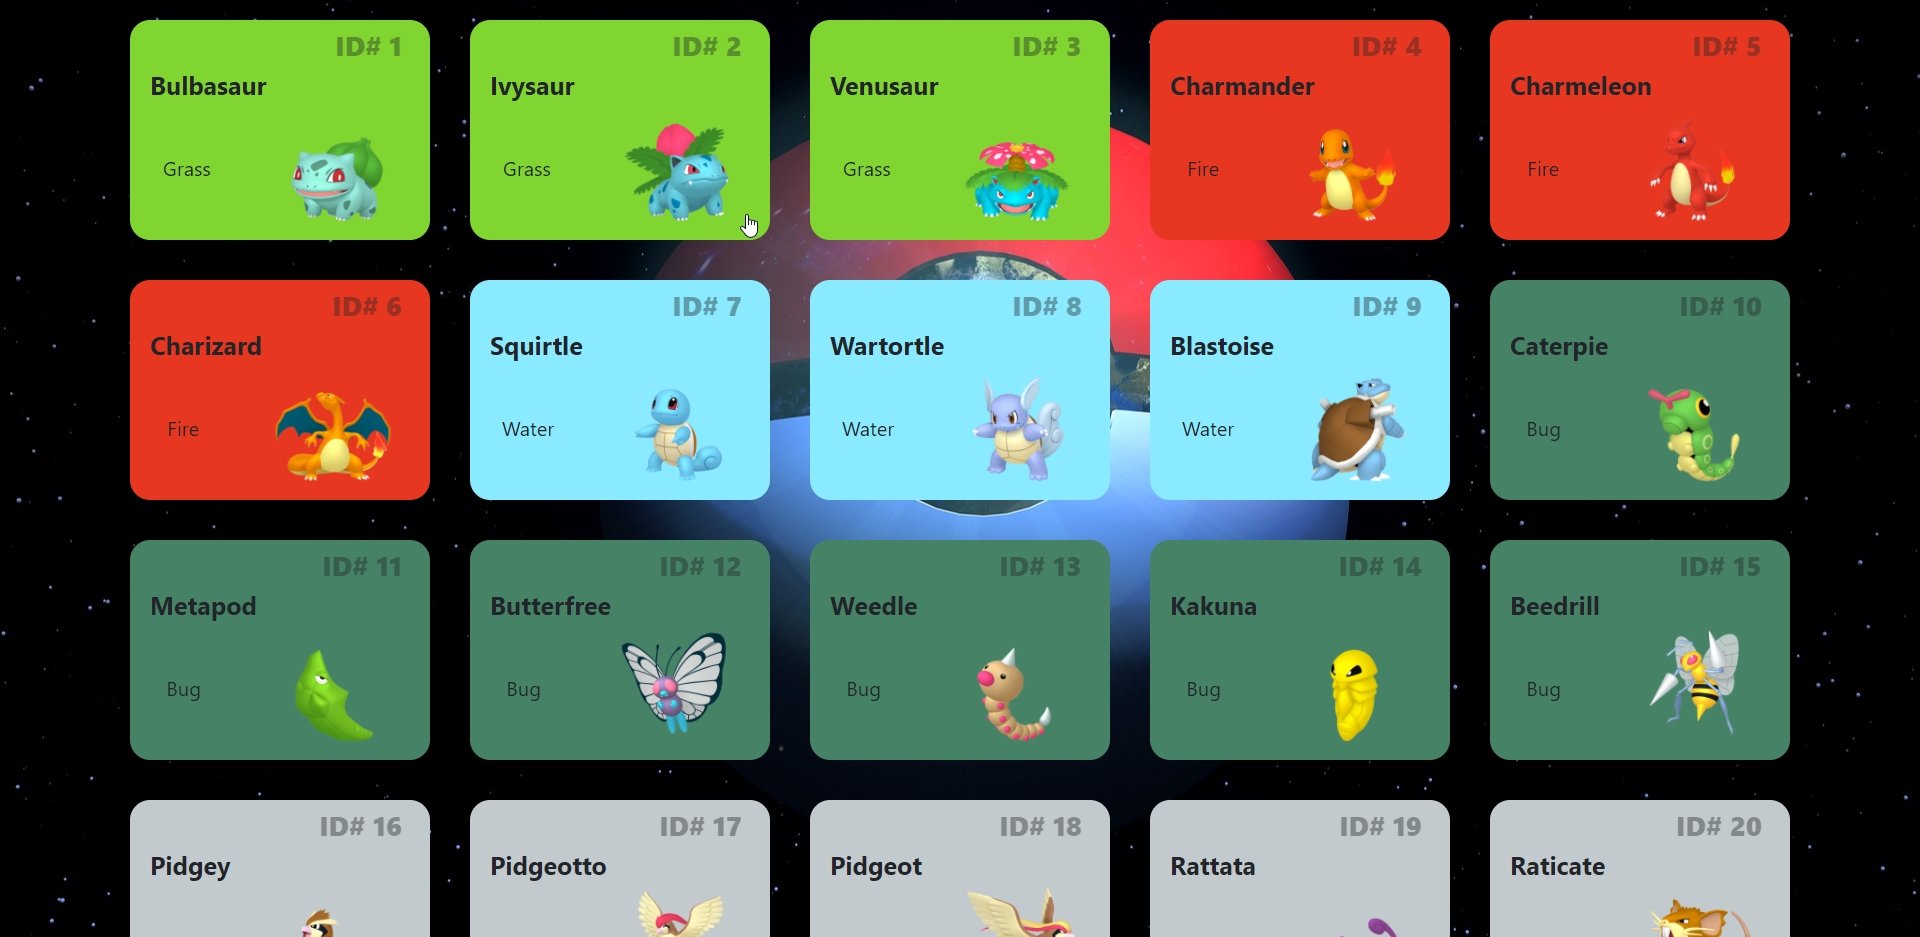 ID# 1
Bulbasaur
Grass
ID# 2
Ivysaur
Grass
ID# 3
Venusaur
Grass
ID# 4
Charmander
Fire
ID# 5
Charmeleon
Fire
ID# 6
Charizard
Fire
ID# 7
Squirtle
Water
ID# 8
Wartortle
Water
ID# 9
Blastoise
Water
ID# 10
Caterpie
Bug
ID# 11
Metapod
Bug
ID# 12
Butterfree
Bug
ID# 13
Weedle
Bug
ID# 14
Kakuna
Bug
ID# 15
Beedrill
Bug
ID# 16
Pidgey
ID# 17
Pidgeotto
ID# 18
Pidgeot
ID# 19
Rattata
ID# 20
Raticate